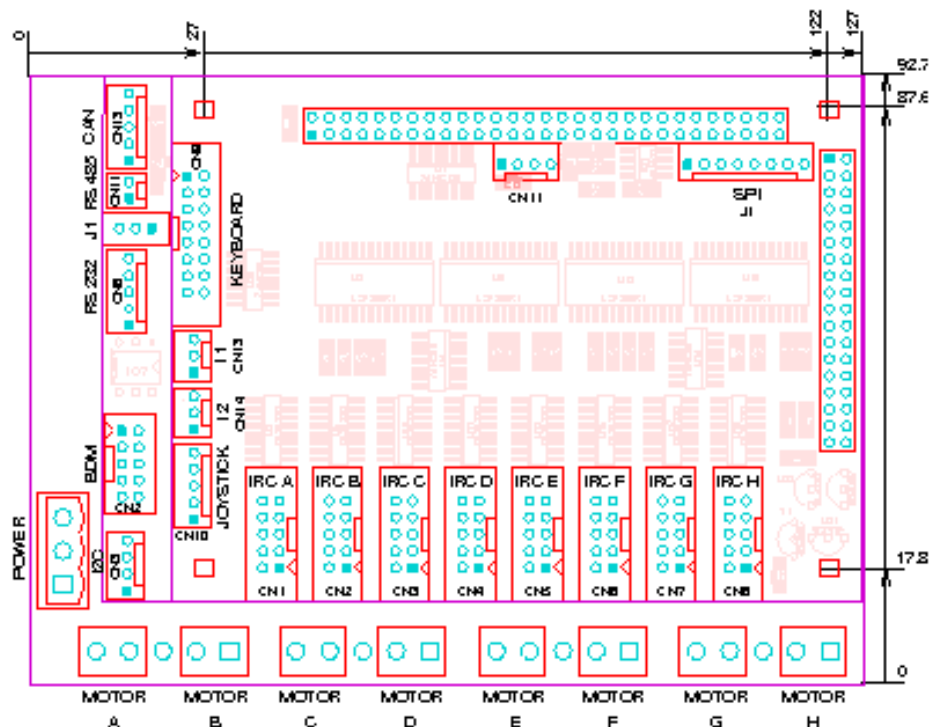 0
27
122
127
92.7
87.6
CAN
CN13
CN9
RS 485
CN11
CN11
SPI
J1
J1
KEYBOARD
RS 232
CN8
I1
CN13
I2
CN14
BDM
CN2
JOYSTICK
CN10
POWER
I2C
CN3
IRC A
IRC B
IRC C
IRC D
IRC E
IRC F
IRC G
IRC H
17.8
CN1
CN2
CN3
CN4
CN5
CN6
CN7
CN8
0
MOTOR
MOTOR
MOTOR
MOTOR
MOTOR
MOTOR
MOTOR
MOTOR
A
B
C
D
E
F
G
H